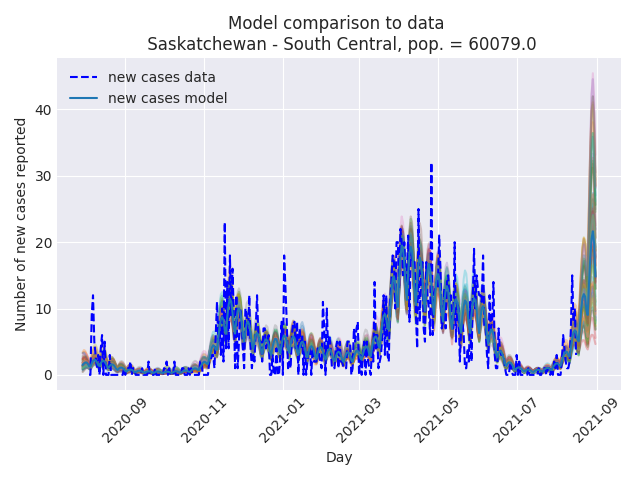 Model comparison to data
Saskatchewan - South Central, pop. = 60079.0
new cases data
new cases model
Number of new cases reported
40
30
20
10
0
2020-09
2020-11
2021-01
2021-03
2021-05
2021-07
2021-09
Day